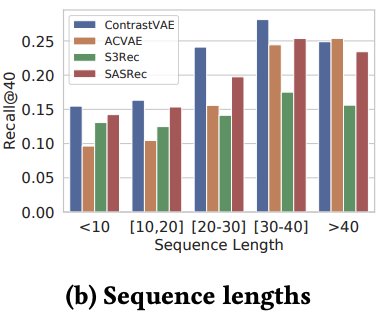 Recall@40
0.25
0.20
0.15
0.10
0.05
0.00
ContrastVAE
ACVAE
S3Rec
SASRec
<10 [10,20] [20-30] [30-40] >40
Sequence Length
(b) Sequence lengths